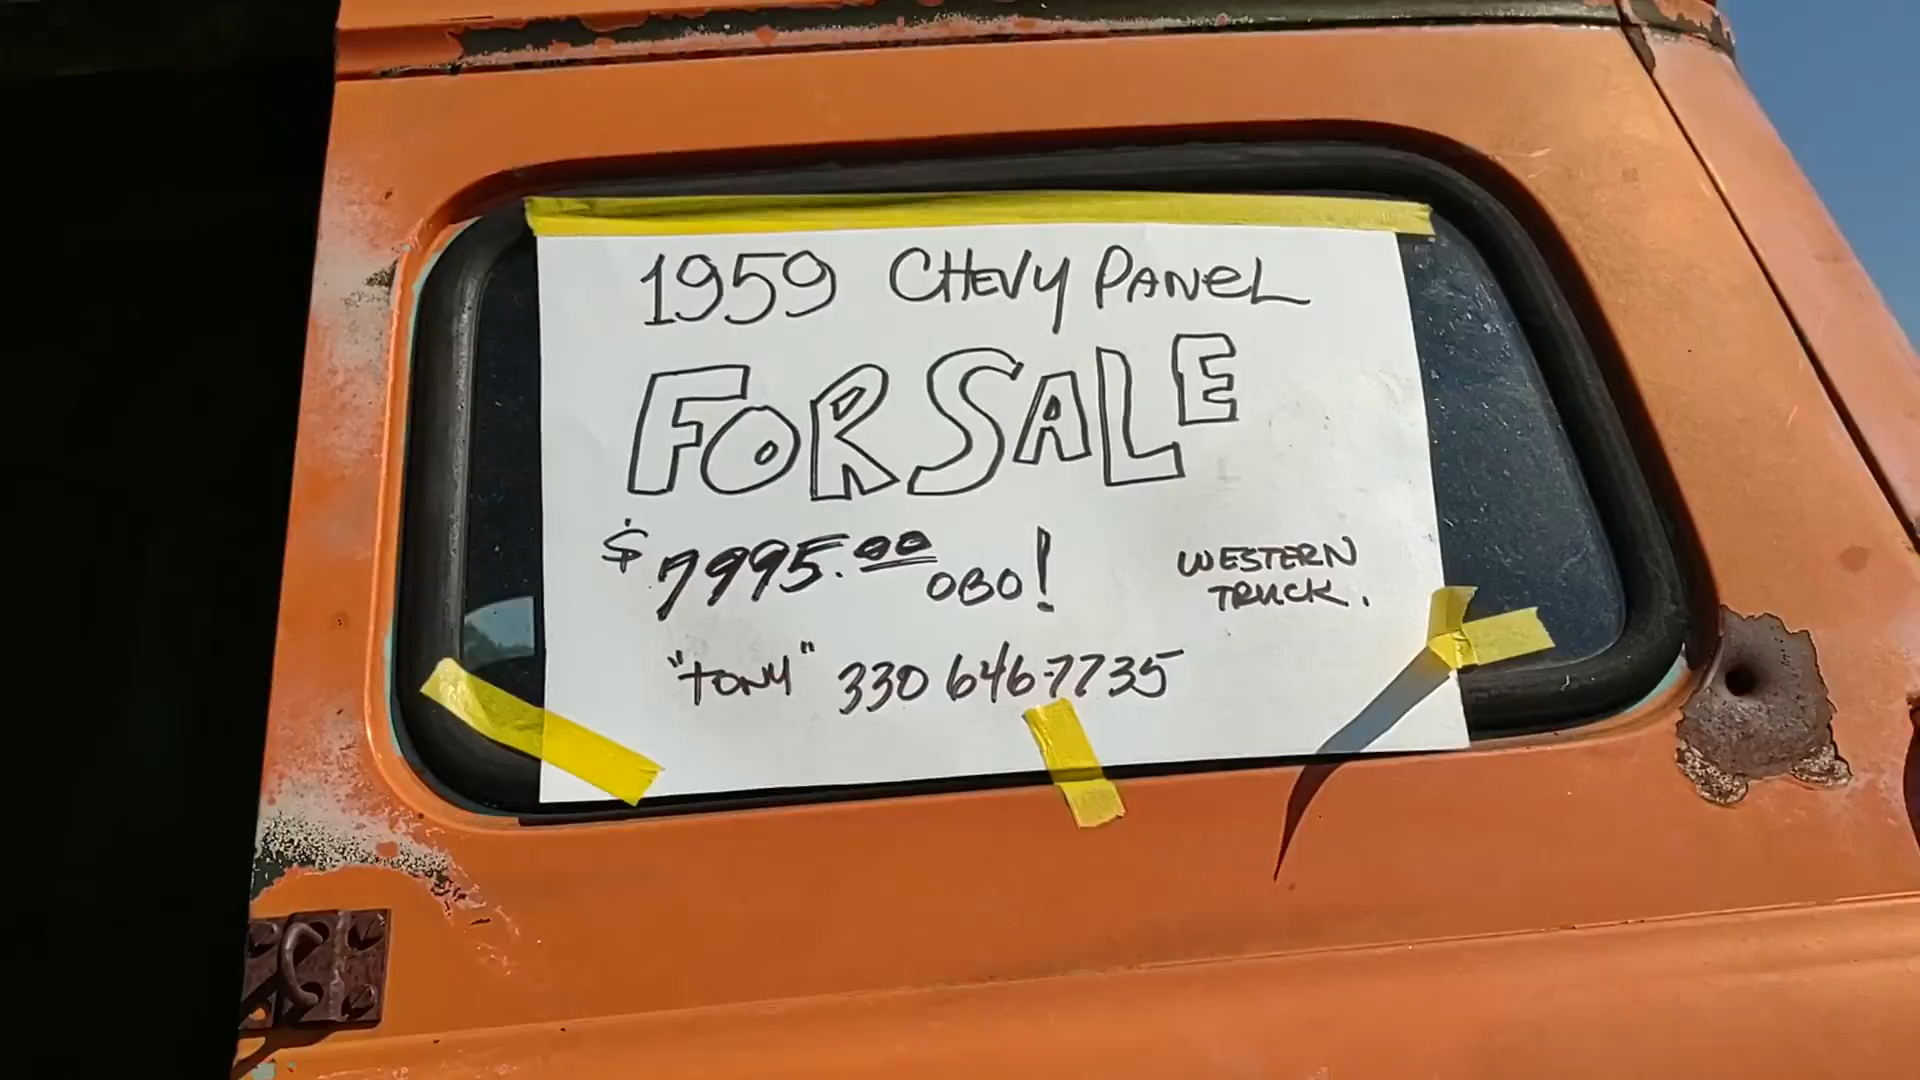 1959 CHEVY PANEL
FOR SALE
$7995.00 OBO!
WESTERN
TRUCK.
"TONY" 330 646-7735